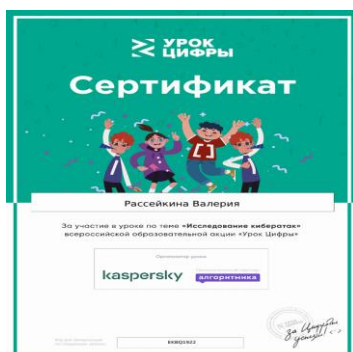 УРОК
ЦИФРЫ
Сертификат
Рассейкина Валерия
За участие в уроке по теме «Исследование кибератак»
всероссийской образовательной акции «Урок Цифры»
kaspersky
алгоритмика